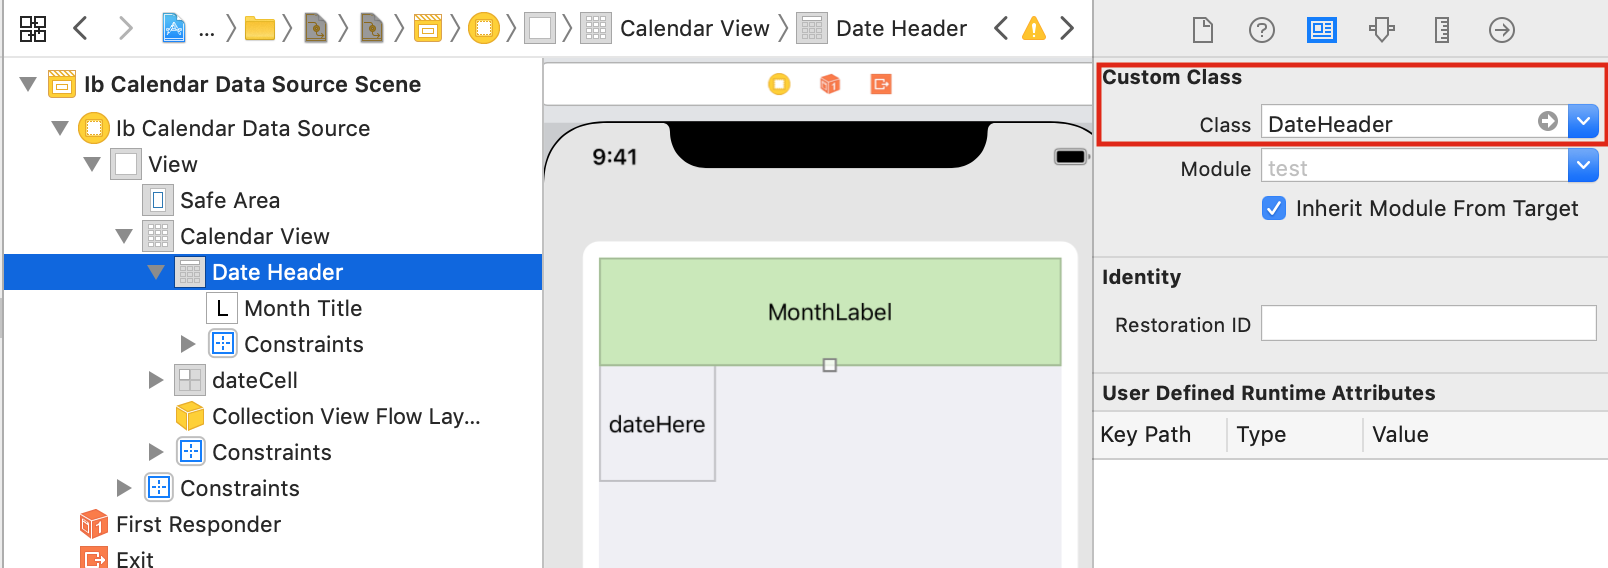 ... Calendar View Date Header
Ib Calendar Data Source Scene
Ib Calendar Data Source
View
Safe Area
Calendar View
Date Header
L Month Title
Constraints
dateCell
Collection View Flow Lay...
Constraints
Constraints
1 First Responder
Exit
1
9:41
MonthLabel
dateHere
?
Custom Class
Class DateHeader
Module test
Inherit Module From Target
Identity
Restoration ID
User Defined Runtime Attributes
Key Path Type Value